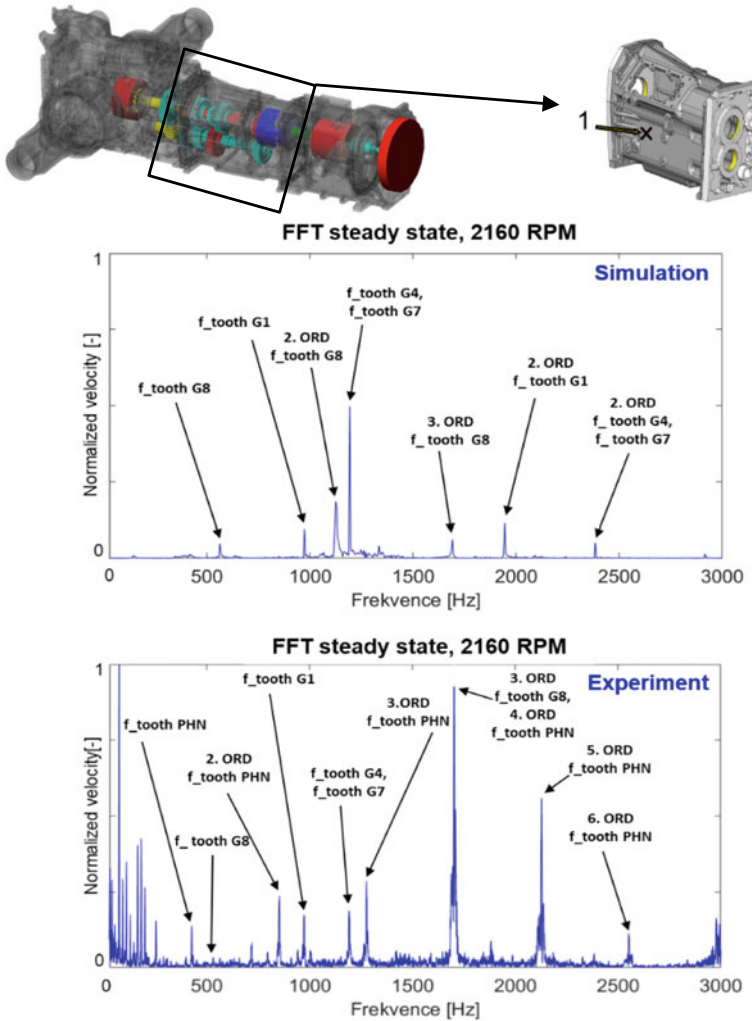 1
FFT steady state, 2160 RPM
Simulation
1
Normalized velocity [-]
0
f_tooth G8
f_tooth G1
2. ORD
f_tooth G8
f_tooth G4,
f_tooth G7
3. ORD
f_ tooth G8
2. ORD
f_ tooth G1
2. ORD
f_ tooth G4,
f_ tooth G7
0 500 1000 1500 2000 2500 3000
Frekvence [Hz]
FFT steady state, 2160 RPM
Experiment
1
Normalized velocity[-]
0
f_tooth PHN
f_ tooth G8
2. ORD
f_tooth PHN
f_tooth G1
f_tooth G4,
f_tooth G7
3.ORD
f_tooth PHN
3. ORD
f_tooth G8,
4. ORD
f_tooth PHN
5. ORD
f_tooth PHN
6. ORD
f_tooth PHN
0 500 1000 1500 2000 2500 3000
Frekvence [Hz]